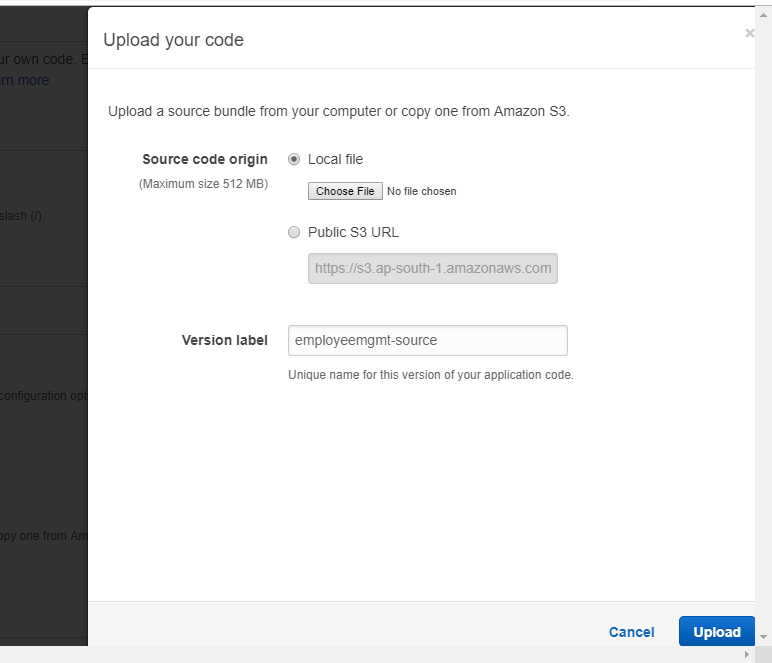 Upload your code
×
ur own code. E
rn more
Upload a source bundle from your computer or copy one from Amazon S3.
Source code origin
Local file
(Maximum size 512 MB)
Choose File No file chosen
slash (/).
Public S3 URL
https://s3.ap-south-1.amazonaws.com
Version label
employeemgmt-source
Unique name for this version of your application code.
configuration opt
opy one from Am
Cancel
Upload